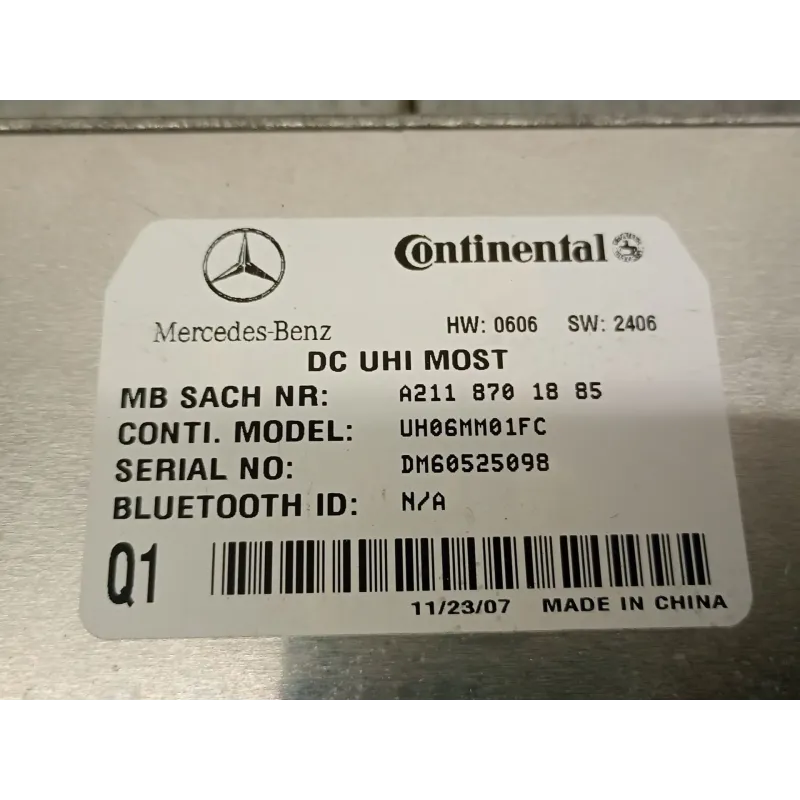 Continental
Mercedes-Benz
HW: 0606 SW: 2406
DC UHI MOST
MB SACH NR: A211 870 18 85
CONTI. MODEL: UH06MM01FC
SERIAL NO: DM60525098
BLUETOOTH ID: N/A
Q1
11/23/07 MADE IN CHINA